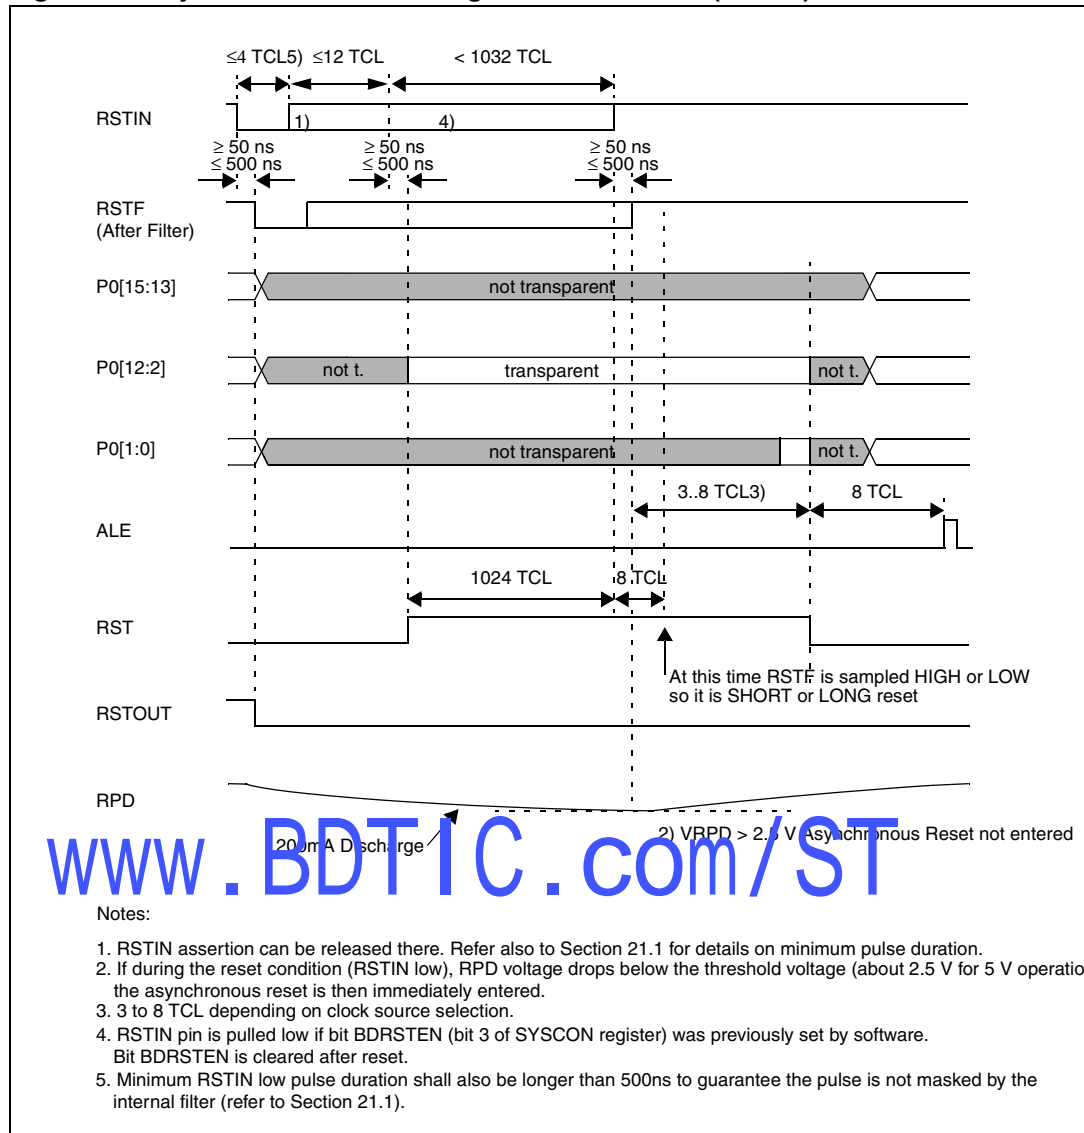 ≤4 TCL5) ≤12 TCL < 1032 TCL
RSTIN
1) 4)
≥ 50 ns ≥ 50 ns ≥ 50 ns
≤ 500 ns ≤ 500 ns ≤ 500 ns
RSTF
(After Filter)
P0[15:13] not transparent
P0[12:2] not t. transparent not t.
P0[1:0] not transparent not t.
3..8 TCL3) 8 TCL
ALE
1024 TCL 8 TCL
RST
At this time RSTF is sampled HIGH or LOW
so it is SHORT or LONG reset
RSTOUT
RPD
200mA Discharge
2) VRPD > 2.5 V Asynchronous Reset not entered
www.BDTIC.com/ST
Notes:
1. RSTIN assertion can be released there. Refer also to Section 21.1 for details on minimum pulse duration.
2. If during the reset condition (RSTIN low), RPD voltage drops below the threshold voltage (about 2.5 V for 5 V operatio
the asynchronous reset is then immediately entered.
3. 3 to 8 TCL depending on clock source selection.
4. RSTIN pin is pulled low if bit BDRSTEN (bit 3 of SYSCON register) was previously set by software.
Bit BDRSTEN is cleared after reset.
5. Minimum RSTIN low pulse duration shall also be longer than 500ns to guarantee the pulse is not masked by the
internal filter (refer to Section 21.1).